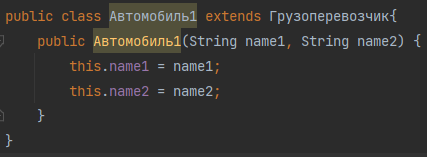 public class Автомобиль1 extends Грузоперевозчик{
public Автомобиль1(String name1, String name2) {
this.name1 = name1;
this.name2 = name2;
}
}